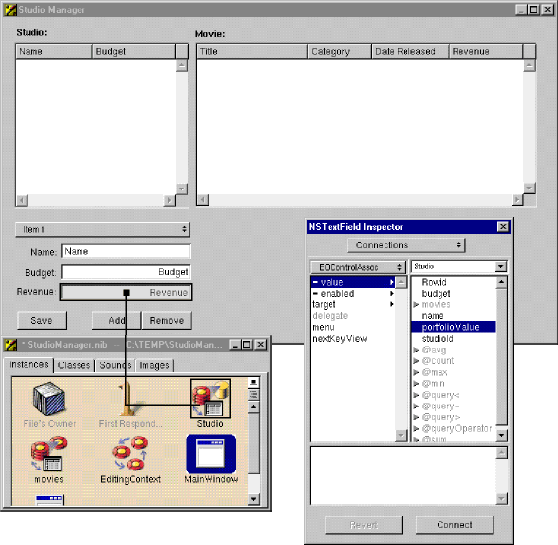 Studio Manager
Studio:
Movie:
Name Budget
Title Category Date Released Revenue
Item1
Name: Name
Budget: Budget
Revenue: Revenue
Save Add Remove
NSTextField Inspector
Connections
EOControlAssoc Studio
- value
- enabled
target
delegate
menu
nextKeyView
RowId
budget
movies
name
portfolioValue
studioId
@avg
@count
@max
@min
@query<
@query=
@query>
@queryOperator
@sum
Revert Connect
* StudioManager.nib -- C:\TEMP\StudioMan...
Instances Classes Sounds Images
File's Owner First Respond... Studio
movies EditingContext MainWindow